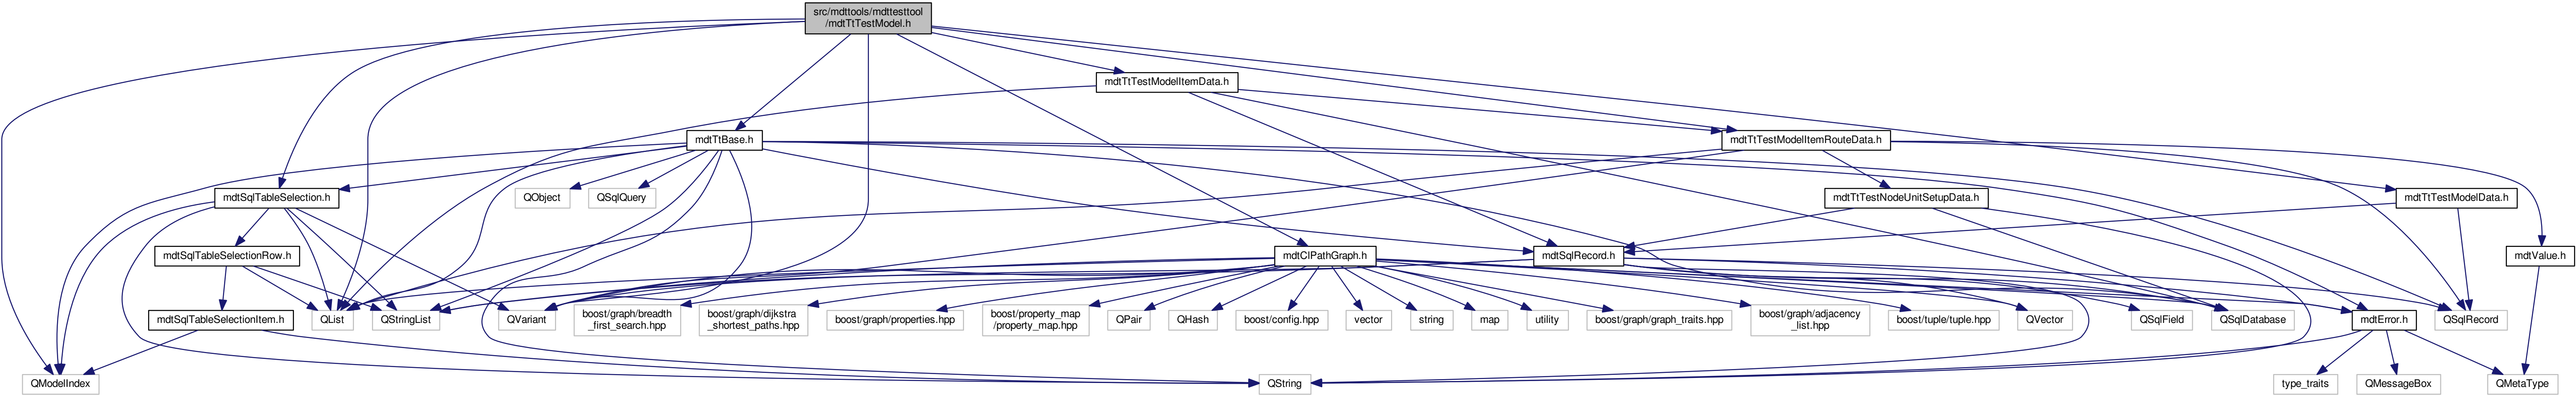 src/mdttools/mdttesttool
/mdtTtTestModel.h
mdtTtTestModelItemData.h
mdtTtBase.h
mdtTtTestModelItemRouteData.h
mdtSqlTableSelection.h
QObject
QSqlQuery
mdtTtTestNodeUnitSetupData.h
mdtTtTestModelData.h
mdtSqlTableSelectionRow.h
mdtClPathGraph.h
mdtSqlRecord.h
mdtValue.h
mdtSqlTableSelectionItem.h
QList
QStringList
QVariant
boost/graph/breadth
_first_search.hpp
boost/graph/dijkstra
_shortest_paths.hpp
boost/graph/properties.hpp
boost/property_map
/property_map.hpp
QPair
QHash
boost/config.hpp
vector
string
map
utility
boost/graph/graph_traits.hpp
boost/graph/adjacency
_list.hpp
boost/tuple/tuple.hpp
QVector
QSqlField
QSqlDatabase
mdtError.h
QSqlRecord
QModelIndex
QString
type_traits
QMessageBox
QMetaType